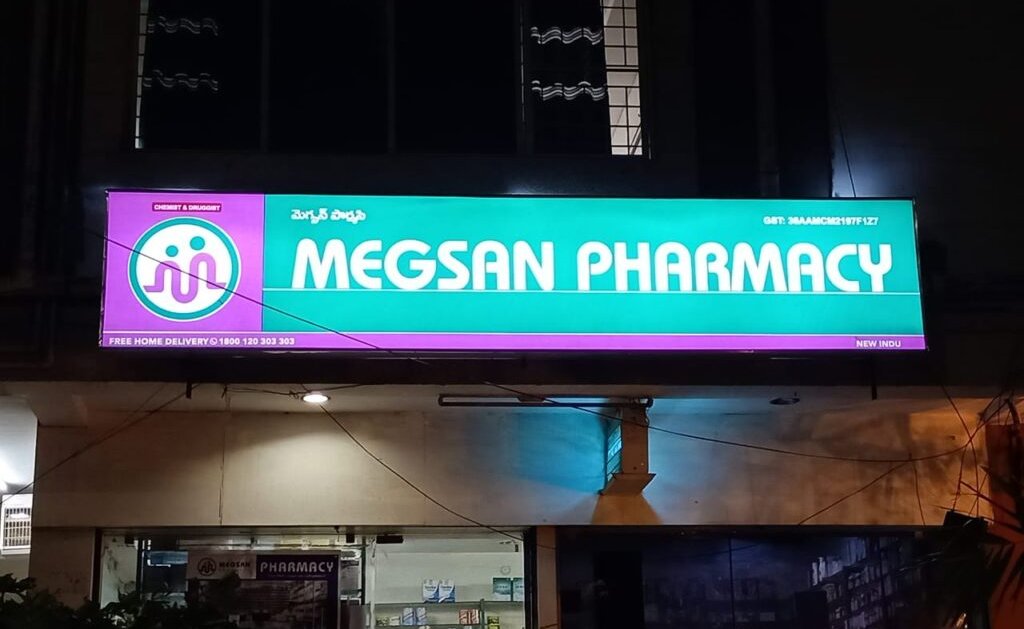 CHEMIST & DRUGGIST
మెగ్సన్ ఫార్మసి
GST: 36AAMCM2197F1Z7
MEGSAN PHARMACY
FREE HOME DELIVERY 1800 120 303 303
NEW INDU
MEGSAN PHARMACY